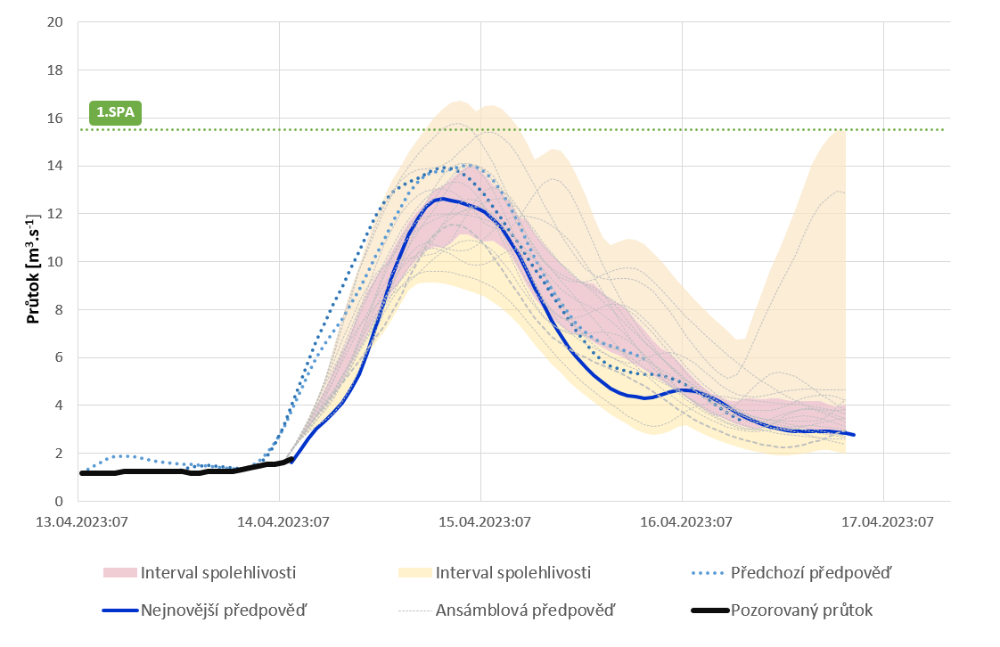 20
18
1.SPA
16
14
12
10
8
6
4
2
0
Průtok [m³.s⁻¹]
13.04.2023:07 14.04.2023:07 15.04.2023:07 16.04.2023:07 17.04.2023:07
Interval spolehlivosti Interval spolehlivosti Předchozí předpověď
Nejnovější předpověď Ansámblová předpověď Pozorovaný průtok